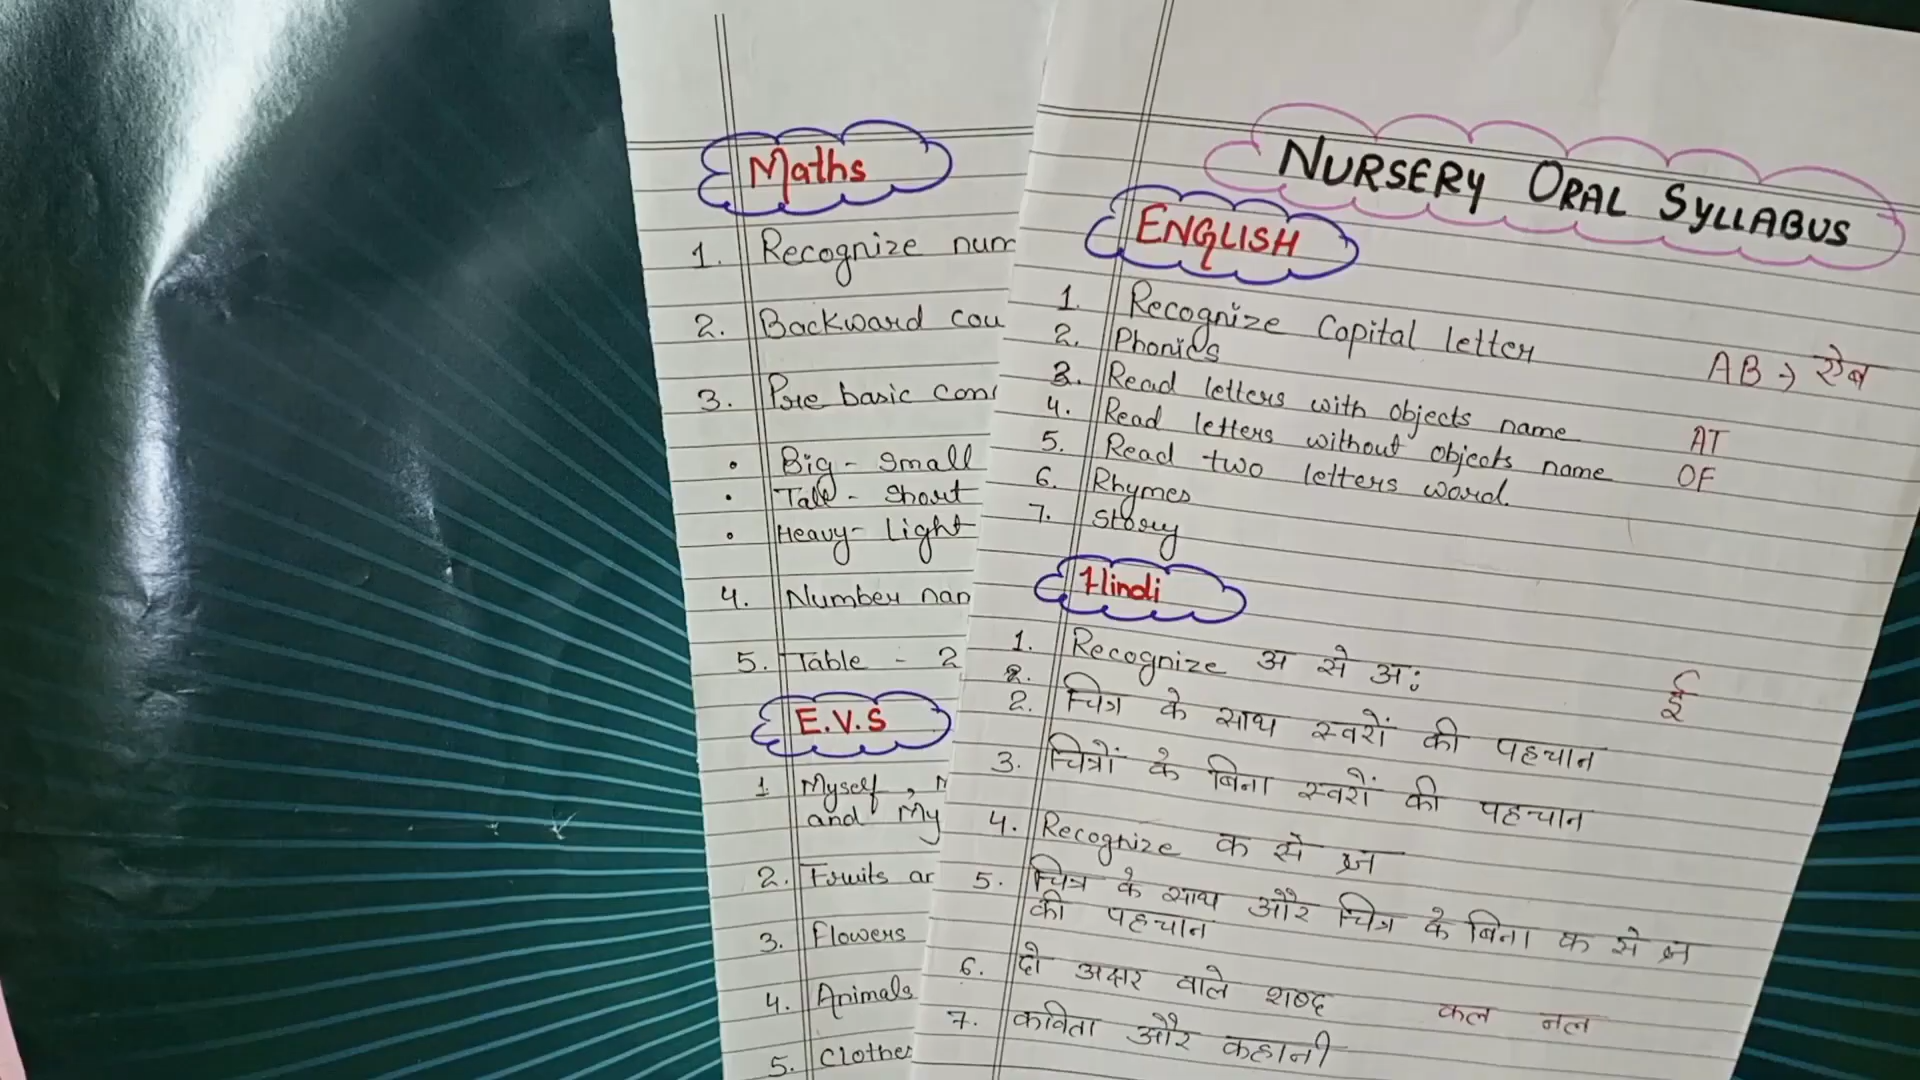 NURSERY ORAL SYLLABUS
ENGLISH
1. Recognize Capital letter
2. Phonics
AB → ऐब
3. Read letters with objects name
4. Read letters without objects name
AT
5. Read two letters word.
OF
6. Rhymes
7. Story
Hindi
1. Recognize अ से अः
ई
2.
2. चित्र के साथ स्वरों की पहचान
3. चित्रों के बिना स्वरों की पहचान
4. Recognize क से ज्ञ
5. चित्र के साथ और चित्र के बिना क से ज्ञ
की पहचान
6. दो अक्षर वाले शब्द कल नल
7. कविता और कहानी
Maths
1. Recognize num
2. Backward cou
3. Pre basic con
• Big - Small
• Tall - Short
• Heavy - Light
4. Number nam
5. Table - 2
E.V.S
1. Myself, M
and My
2. Fruits ar
3. Flowers
4. Animals
5. Clothes